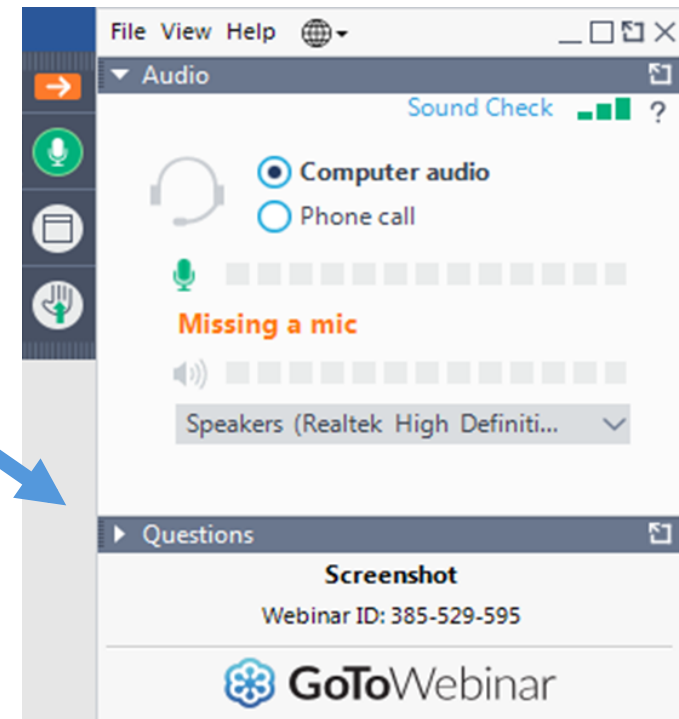 File View Help
Audio
Sound Check ?
Computer audio
Phone call
Missing a mic
Speakers (Realtek High Definiti...
Questions
Screenshot
Webinar ID: 385-529-595
GoToWebinar